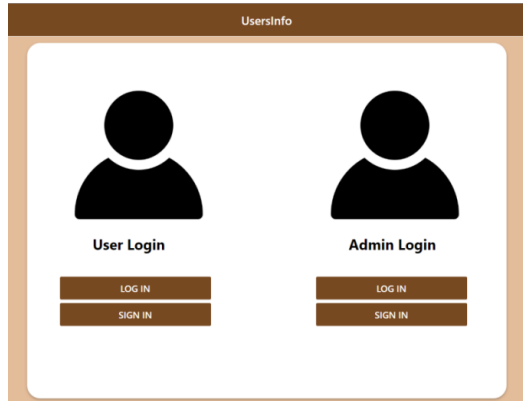 UsersInfo
User Login
Admin Login
LOG IN
LOG IN
SIGN IN
SIGN IN